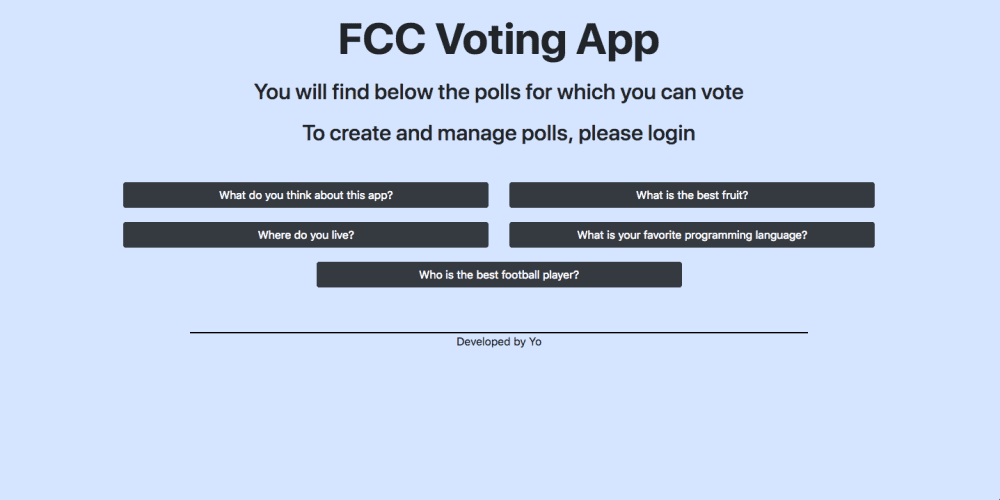 FCC Voting App
You will find below the polls for which you can vote
To create and manage polls, please login
What do you think about this app?
What is the best fruit?
Where do you live?
What is your favorite programming language?
Who is the best football player?
Developed by Yo